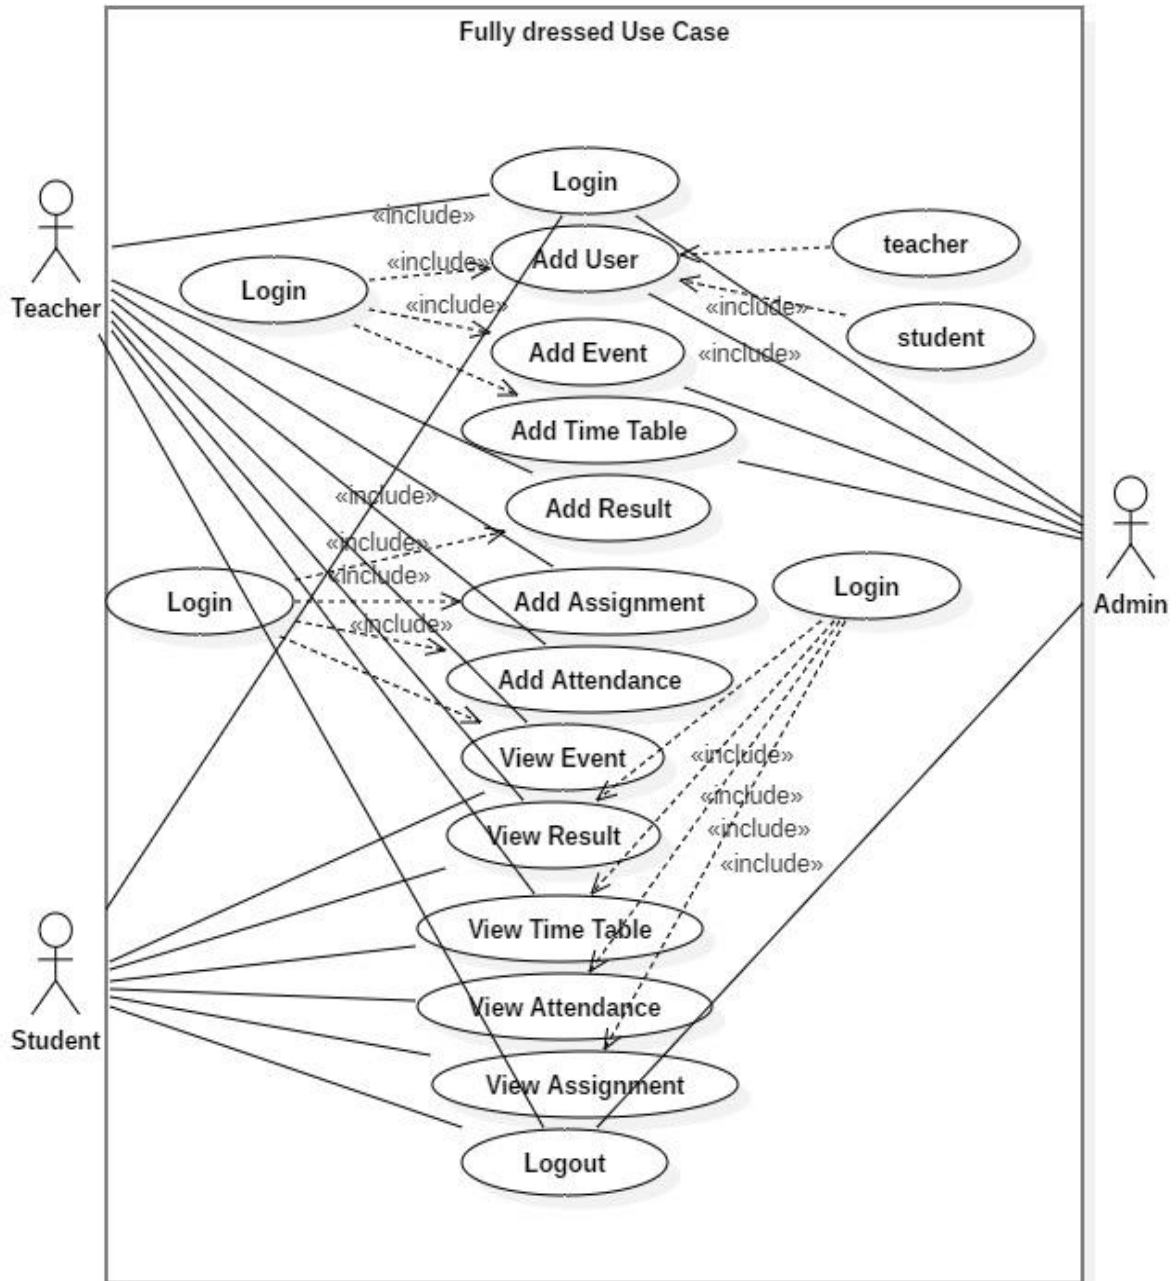 Fully dressed Use Case
Login
«include»
teacher
Add User
«include»
Login
Teacher
«include»
«include»
student
Add Event
«include»
Add Time Table
«include»
Add Result
«include»
«include»
Login
Login
Add Assignment
Admin
«include»
Add Attendance
View Event
«include»
«include»
View Result
«include»
«include»
View Time Table
View Attendance
Student
View Assignment
Logout